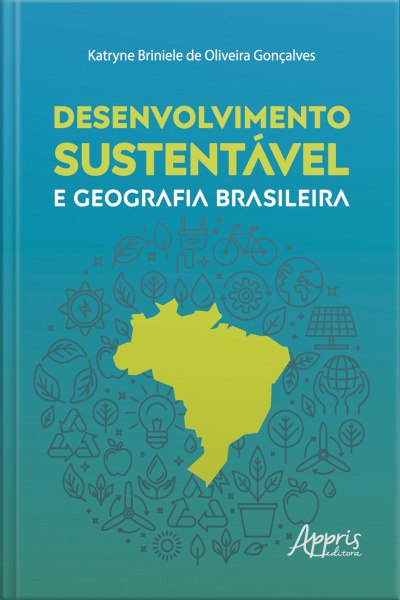 Katryne Briniele de Oliveira Gonçalves
DESENVOLVIMENTO
SUSTENTÁVEL
E GEOGRAFIA BRASILEIRA
Appris
editora